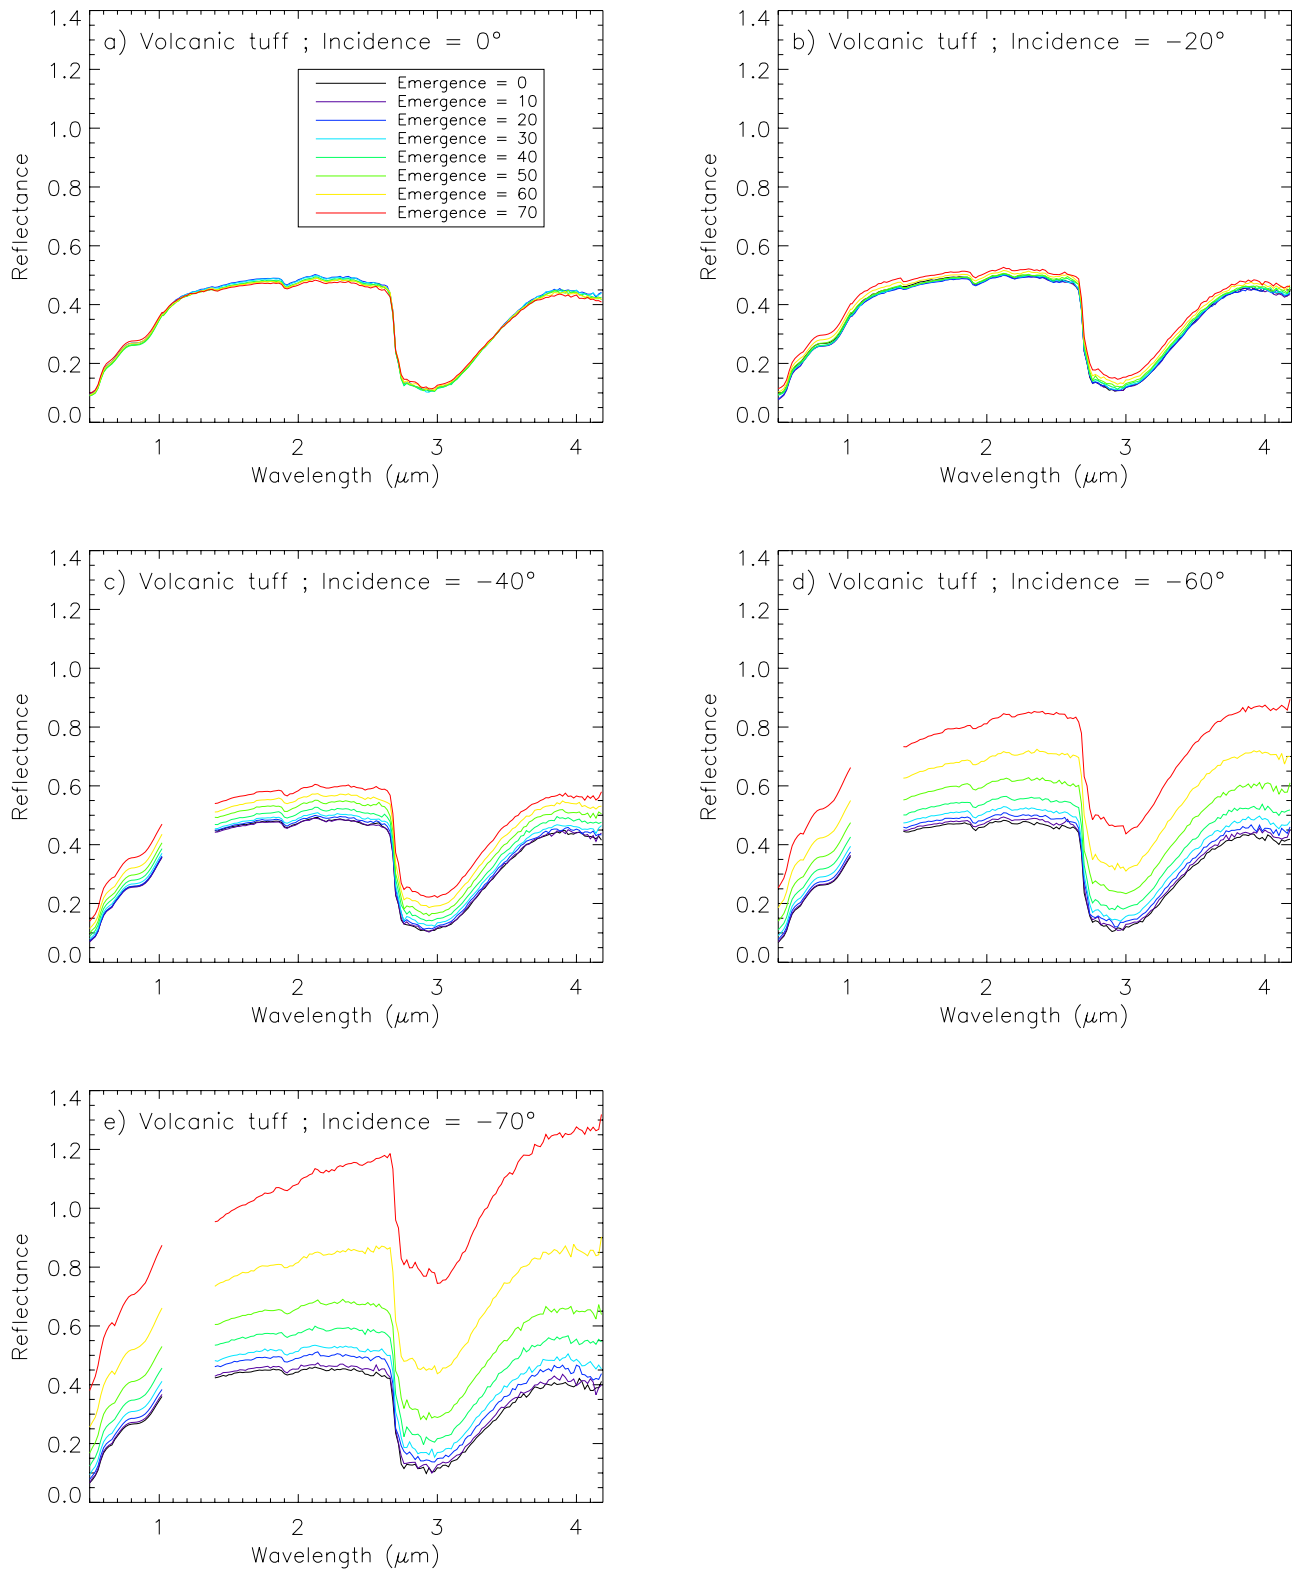 a) Volcanic tuff ; Incidence = 0°
Emergence = 0
Emergence = 10
Emergence = 20
Emergence = 30
Emergence = 40
Emergence = 50
Emergence = 60
Emergence = 70
1.4
1.2
1.0
0.8
0.6
0.4
0.2
0.0
Reflectance
1 2 3 4
Wavelength (μm)
b) Volcanic tuff ; Incidence = −20°
1.4
1.2
1.0
0.8
0.6
0.4
0.2
0.0
Reflectance
1 2 3 4
Wavelength (μm)
c) Volcanic tuff ; Incidence = −40°
1.4
1.2
1.0
0.8
0.6
0.4
0.2
0.0
Reflectance
1 2 3 4
Wavelength (μm)
d) Volcanic tuff ; Incidence = −60°
1.4
1.2
1.0
0.8
0.6
0.4
0.2
0.0
Reflectance
1 2 3 4
Wavelength (μm)
e) Volcanic tuff ; Incidence = −70°
1.4
1.2
1.0
0.8
0.6
0.4
0.2
0.0
Reflectance
1 2 3 4
Wavelength (μm)